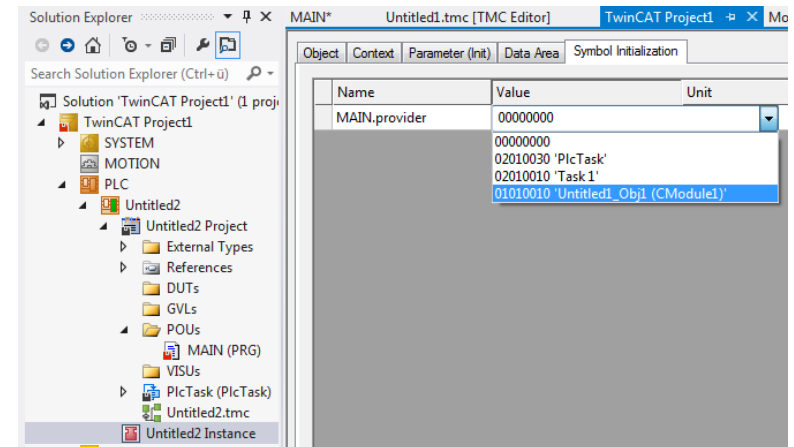 Solution Explorer
Search Solution Explorer (Ctrl+ü)
Solution 'TwinCAT Project1' (1 proj
TwinCAT Project1
SYSTEM
MOTION
PLC
Untitled2
Untitled2 Project
External Types
References
DUTs
GVLs
POUs
MAIN (PRG)
VISUs
PlcTask (PlcTask)
Untitled2.tmc
Untitled2 Instance
MAIN* Untitled1.tmc [TMC Editor] TwinCAT Project1 Mo
Object Context Parameter (Init) Data Area Symbol Initialization
Name Value Unit
MAIN.provider 00000000
00000000
02010030 'PlcTask'
02010010 'Task 1'
01010010 'Untitled1_Obj1 (CModule1)'